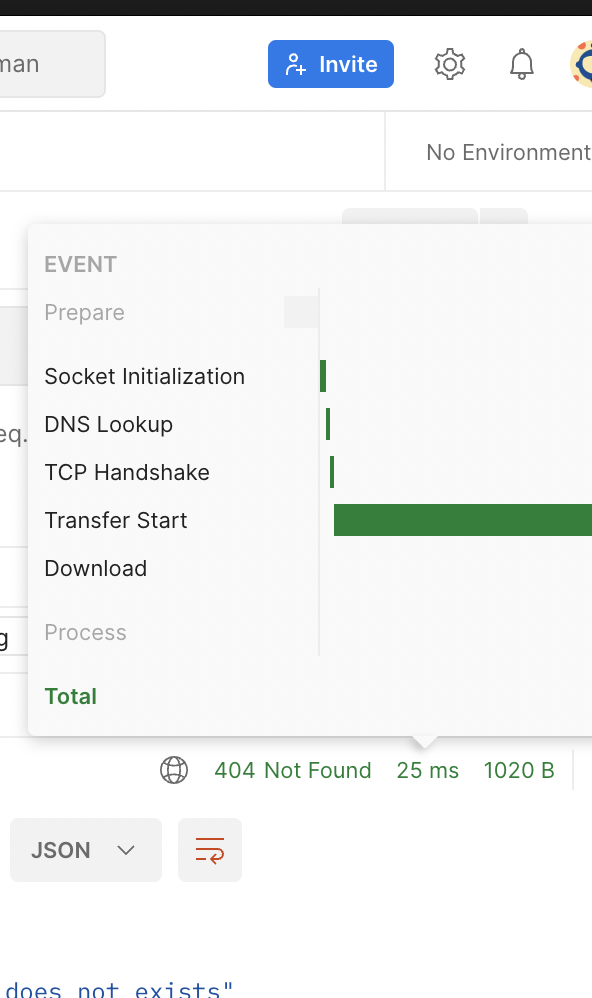 man
Invite
No Environment
EVENT
Prepare
Socket Initialization
DNS Lookup
eq.
TCP Handshake
Transfer Start
Download
Process
g
Total
404 Not Found 25 ms 1020 B
JSON
does not exists"